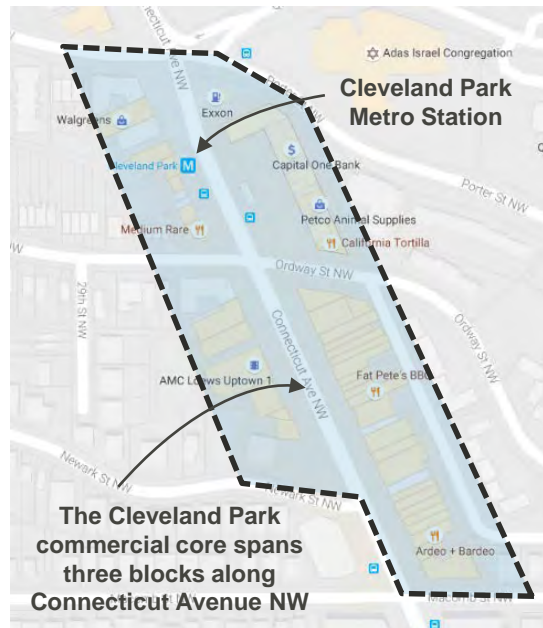 Connecticut Ave NW
Adas Israel Congregation
Cleveland Park
Metro Station
Exxon
Walgreens
Cleveland Park
M
Capital One Bank
$
Porter St NW
Petco Animal Supplies
Medium Rare
California Tortilla
Ordway St NW
Ordway St NW
29th St NW
Connecticut Ave NW
AMC Loews Uptown 1
Fat Pete's BBQ
Newark St NW
Newark St NW
The Cleveland Park
commercial core spans
three blocks along
Connecticut Avenue NW
Ardeo + Bardeo
Macomb St NW